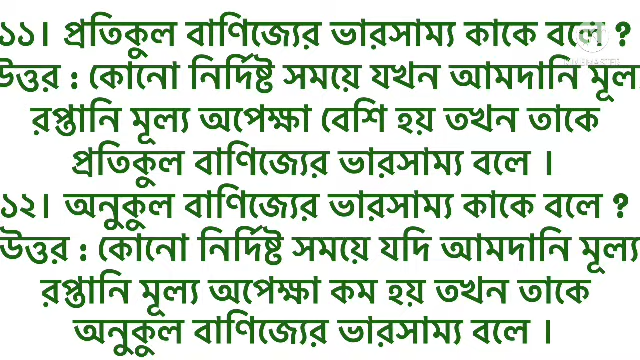 ১১। প্রতিকুল বাণিজ্যের ভারসাম্য কাকে বলে ?
উত্তর : কোনো নির্দিষ্ট সময়ে যখন আমদানি মূল্য
রপ্তানি মূল্য অপেক্ষা বেশি হয় তখন তাকে
প্রতিকুল বাণিজ্যের ভারসাম্য বলে ।
১২। অনুকুল বাণিজ্যের ভারসাম্য কাকে বলে ?
উত্তর : কোনো নির্দিষ্ট সময়ে যদি আমদানি মূল্য
রপ্তানি মূল্য অপেক্ষা কম হয় তখন তাকে
অনুকুল বাণিজ্যের ভারসাম্য বলে ।